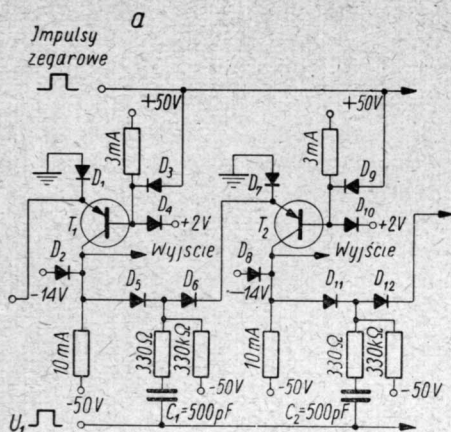 a
Impulsy
zegarowe
+50V
+50V
3mA
D3
3mA
D9
D1
D7
D4
+2V
D10
+2V
T1
T2
D2
Wyjście
D8
Wyjście
-14V
-14V
D5
D6
D11
D12
10mA
330Ω
330kΩ
10mA
330Ω
330kΩ
-50V
-50V
-50V
-50V
C1=500pF
C2=500pF
U1